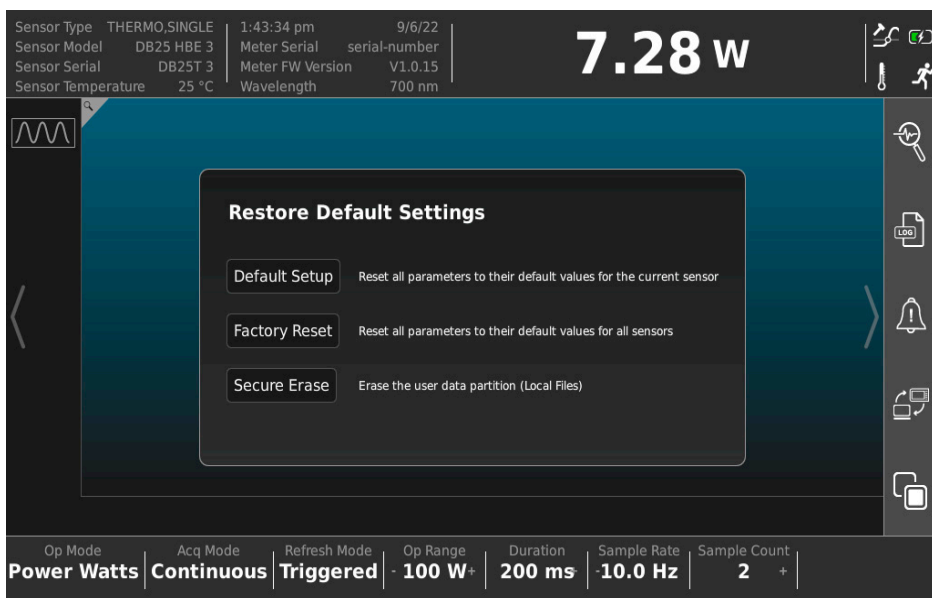 Sensor Type THERMO,SINGLE
Sensor Model DB25 HBE 3
Sensor Serial DB25T 3
Sensor Temperature 25 °C
1:43:34 pm 9/6/22
Meter Serial serial-number
Meter FW Version V1.0.15
Wavelength 700 nm
7.28 W
Restore Default Settings
Default Setup Reset all parameters to their default values for the current sensor
Factory Reset Reset all parameters to their default values for all sensors
Secure Erase Erase the user data partition (Local Files)
LOG
Op Mode Acq Mode Refresh Mode Op Range Duration Sample Rate Sample Count
Power Watts Continuous Triggered - 100 W+ 200 ms+ -10.0 Hz 2 +